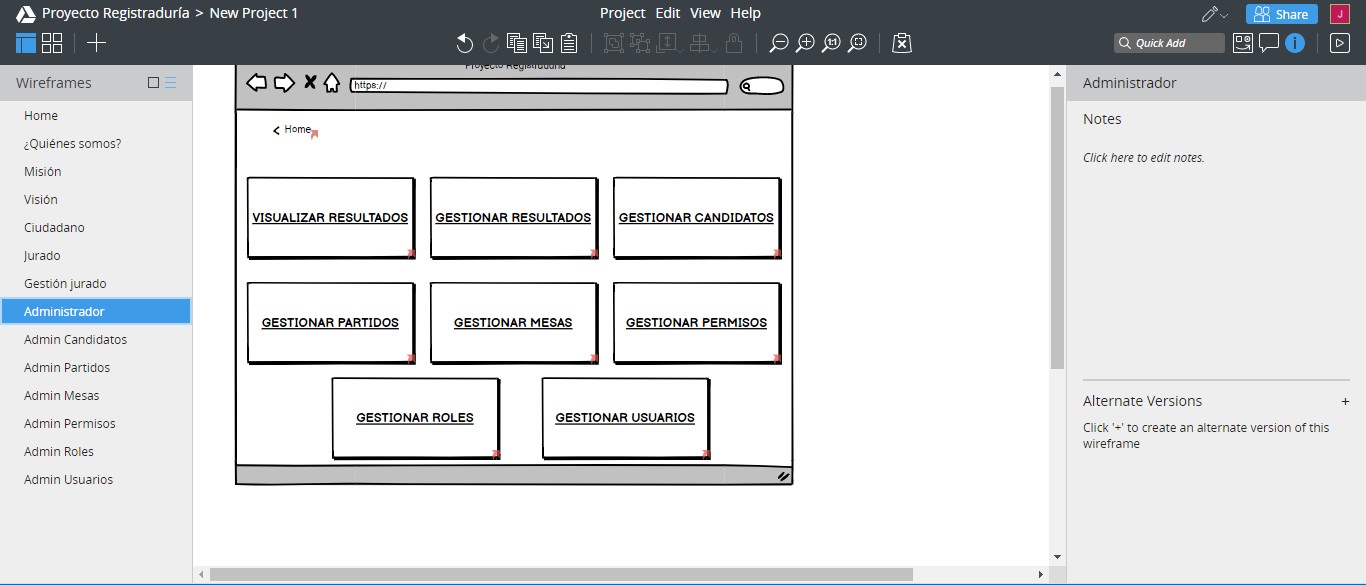 Proyecto Registraduría > New Project 1
Project Edit View Help
Share
J
1:1
Quick Add
i
Wireframes
Home
¿Quiénes somos?
Misión
Visión
Ciudadano
Jurado
Gestión jurado
Administrador
Admin Candidatos
Admin Partidos
Admin Mesas
Admin Permisos
Admin Roles
Admin Usuarios
Proyecto Registraduria
https://
< Home
VISUALIZAR RESULTADOS
GESTIONAR RESULTADOS
GESTIONAR CANDIDATOS
GESTIONAR PARTIDOS
GESTIONAR MESAS
GESTIONAR PERMISOS
GESTIONAR ROLES
GESTIONAR USUARIOS
Administrador
Notes
Click here to edit notes.
Alternate Versions +
Click '+' to create an alternate version of this
wireframe